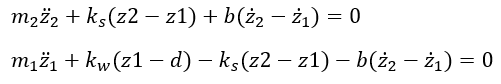 m₂z̈₂ + kₛ(z2 − z1) + b(ż₂ − ż₁) = 0
m₁z̈₁ + k_w(z1 − d) − kₛ(z2 − z1) − b(ż₂ − ż₁) = 0